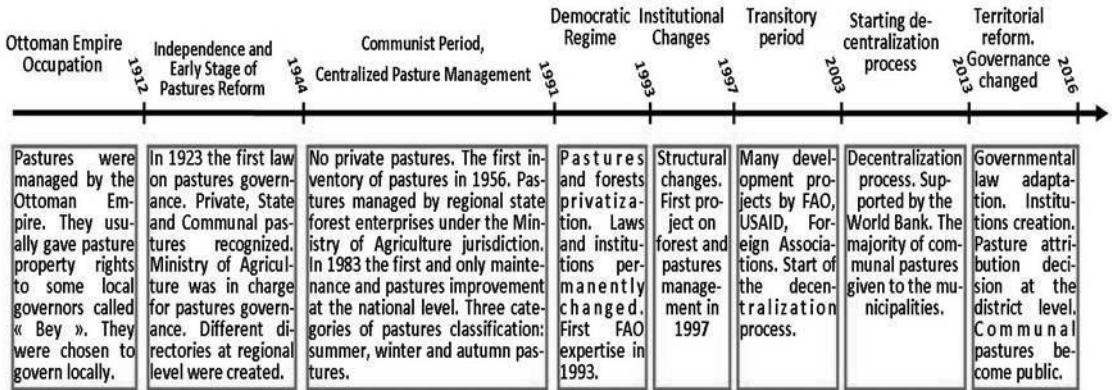 Ottoman Empire
Occupation
1912
Independence and
Early Stage of
Pastures Reform
1944
Communist Period,
Centralized Pasture Management
1991
Democratic
Regime
1993
Institutional
Changes
1997
Transitory
period
2003
Starting de-
centralization
process
2013
Territorial
reform.
Governance
changed
2016
Pastures were
managed by the
Ottoman Em-
pire. They usu-
ally gave pasture
property rights
to some local
governors called
« Bey ». They
were chosen to
govern locally.
In 1923 the first law
on pastures govern-
ance. Private, State
and Communal pas-
tures recognized.
Ministry of Agricul-
ture was in charge
for pastures govern-
ance. Different di-
rectories at regional
level were created.
No private pastures. The first in-
ventory of pastures in 1956. Pas-
tures managed by regional state
forest enterprises under the Min-
istry of Agriculture jurisdiction.
In 1983 the first and only mainte-
nance and pastures improvement
at the national level. Three cate-
gories of pastures classification:
summer, winter and autumn pas-
tures.
Pastures
and forests
privatiza-
tion. Laws
and institu-
tions per-
manently
changed.
First FAO
expertise in
1993.
Structural
changes.
First pro-
ject on
forest and
pastures
manage-
ment in
1997
Many devel-
opment pro-
jects by FAO,
USAID, For-
eign Associa-
tions. Start of
the decen-
tralization
process.
Decentralization
process. Sup-
ported by the
World Bank. The
majority of com-
munal pastures
given to the mu-
nicipalities.
Governmental
law adapta-
tion. Institu-
tions creation.
Pasture attri-
bution deci-
sion at the
district level.
Communal
pastures be-
come public.